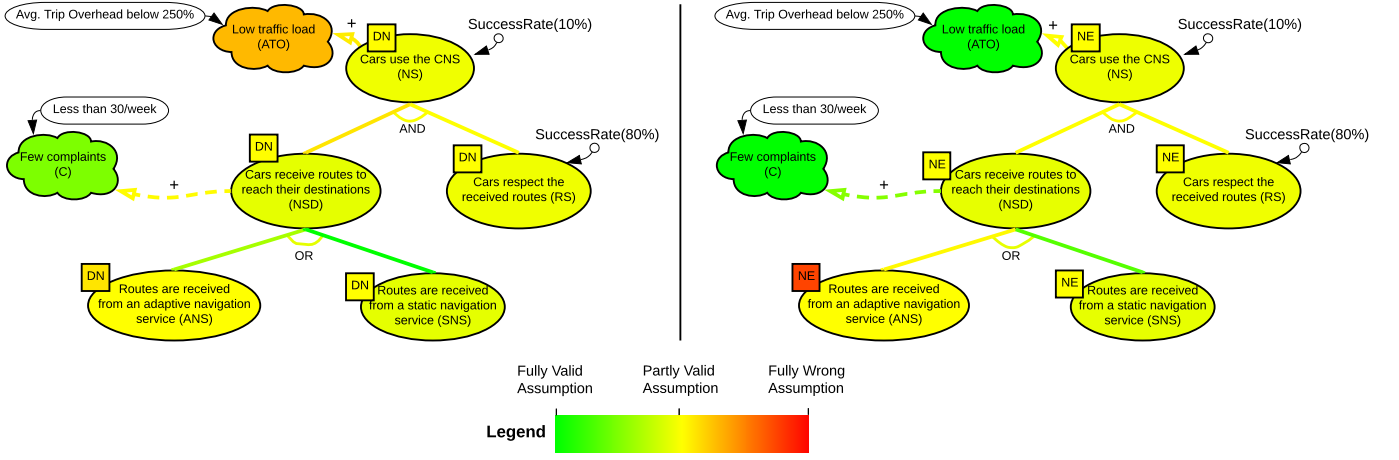 Avg. Trip Overhead below 250%
Low traffic load
(ATO)
+
DN
SuccessRate(10%)
Cars use the CNS
(NS)
Less than 30/week
AND
SuccessRate(80%)
Few complaints
(C)
+
DN
Cars receive routes to
reach their destinations
(NSD)
DN
Cars respect the
received routes (RS)
OR
DN
Routes are received
from an adaptive navigation
service (ANS)
DN
Routes are received
from a static navigation
service (SNS)
Avg. Trip Overhead below 250%
Low traffic load
(ATO)
+
NE
SuccessRate(10%)
Cars use the CNS
(NS)
Less than 30/week
AND
SuccessRate(80%)
Few complaints
(C)
+
NE
Cars receive routes to
reach their destinations
(NSD)
NE
Cars respect the
received routes (RS)
OR
NE
Routes are received
from an adaptive navigation
service (ANS)
NE
Routes are received
from a static navigation
service (SNS)
Fully Valid
Assumption
Partly Valid
Assumption
Fully Wrong
Assumption
Legend